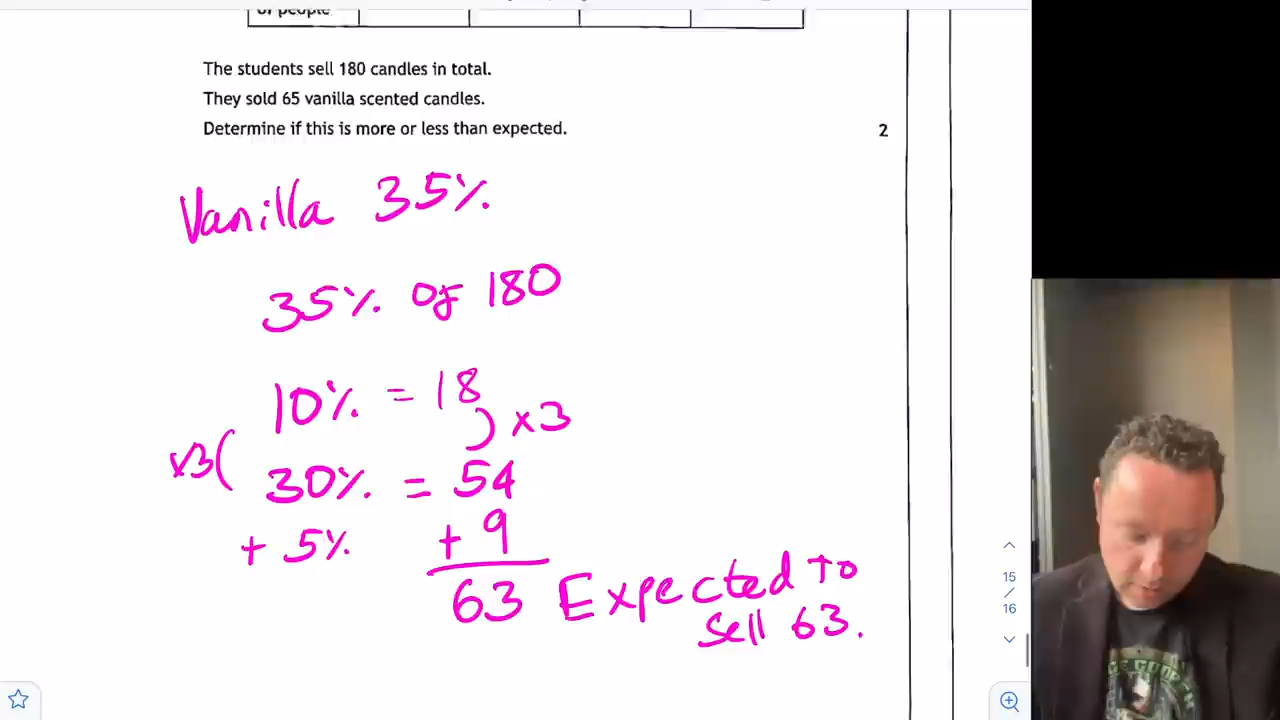 of people
The students sell 180 candles in total.
They sold 65 vanilla scented candles.
Determine if this is more or less than expected.
2
Vanilla 35%
35% of 180
10% = 18
×3
×3
30% = 54
+ 5% + 9
63 Expected to
sell 63.
15
/
16